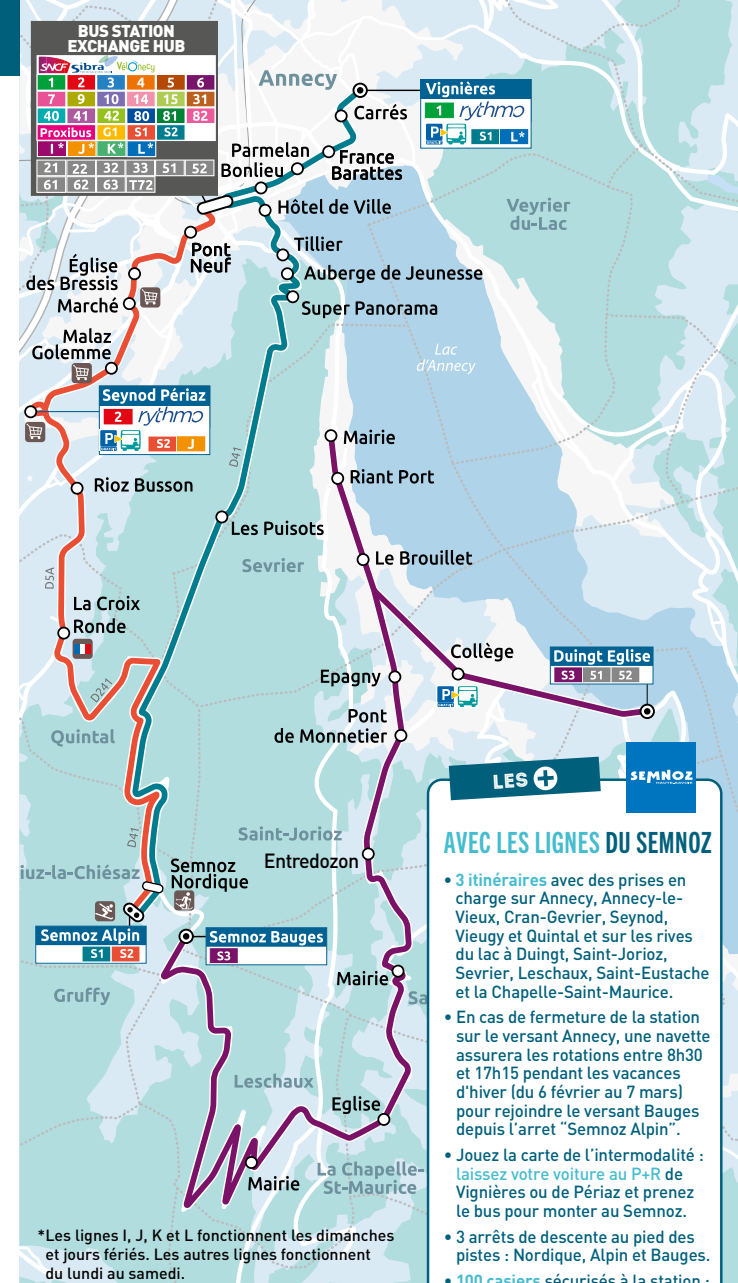 BUS STATION
EXCHANGE HUB
SNCF Sibra VélOnecy
1 2 3 4 5 6
7 9 10 14 15 31
40 41 42 80 81 82
Proxibus G1 S1 S2
I* J* K* L*
21 22 32 33 51 52
61 62 63 T72
Annecy
Vignières
1 rythmo
P S1 L*
Carrés
Parmelan
France
Barattes
Bonlieu
Hôtel de Ville
Veyrier
du-Lac
Pont
Neuf
Tillier
Église
des Bressis
Auberge de Jeunesse
Marché
Super Panorama
Malaz
Golemme
Lac
d'Annecy
Seynod Périaz
2 rythmo
P S2 J
Mairie
D41
Riant Port
Rioz Busson
Les Puisots
Sevrier
Le Brouillet
D5A
La Croix
Ronde
Collège
P
Duingt Eglise
S3 51 52
Epagny
D241
Pont
de Monnetier
Quintal
D41
Saint-Jorioz
Entredozon
iuz-la-Chiésaz
Semnoz
Nordique
Semnoz Alpin
S1 S2
Semnoz Bauges
S3
Mairie
Sa
Gruffy
Leschaux
Eglise
Mairie
La Chapelle-
St-Maurice
*Les lignes I, J, K et L fonctionnent les dimanches
et jours fériés. Les autres lignes fonctionnent
du lundi au samedi.
LES +
SEMNOZ
AVEC LES LIGNES DU SEMNOZ
• 3 itinéraires avec des prises en
charge sur Annecy, Annecy-le-
Vieux, Cran-Gevrier, Seynod,
Vieugy et Quintal et sur les rives
du lac à Duingt, Saint-Jorioz,
Sevrier, Leschaux, Saint-Eustache
et la Chapelle-Saint-Maurice.
• En cas de fermeture de la station
sur le versant Annecy, une navette
assurera les rotations entre 8h30
et 17h15 pendant les vacances
d'hiver (du 6 février au 7 mars)
pour rejoindre le versant Bauges
depuis l'arret "Semnoz Alpin".
• Jouez la carte de l'intermodalité :
laissez votre voiture au P+R de
Vignières ou de Périaz et prenez
le bus pour monter au Semnoz.
• 3 arrêts de descente au pied des
pistes : Nordique, Alpin et Bauges.
• 100 casiers sécurisés à la station :